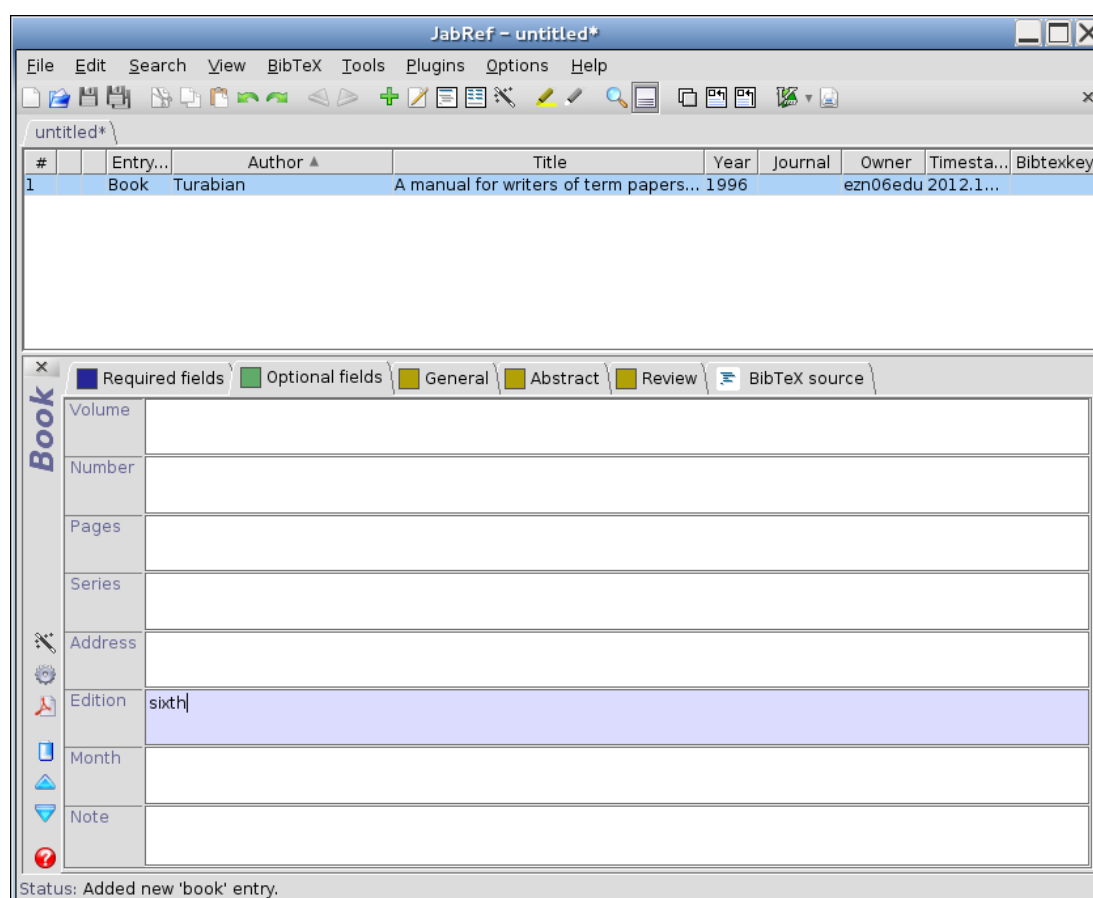 JabRef – untitled*
File Edit Search View BibTeX Tools Plugins Options Help
untitled*
# Entry... Author Title Year Journal Owner Timesta... Bibtexkey
1 Book Turabian A manual for writers of term papers... 1996 ezn06edu 2012.1...
Required fields Optional fields General Abstract Review BibTeX source
Book
Volume
Number
Pages
Series
Address
Edition sixth
Month
Note
Status: Added new 'book' entry.